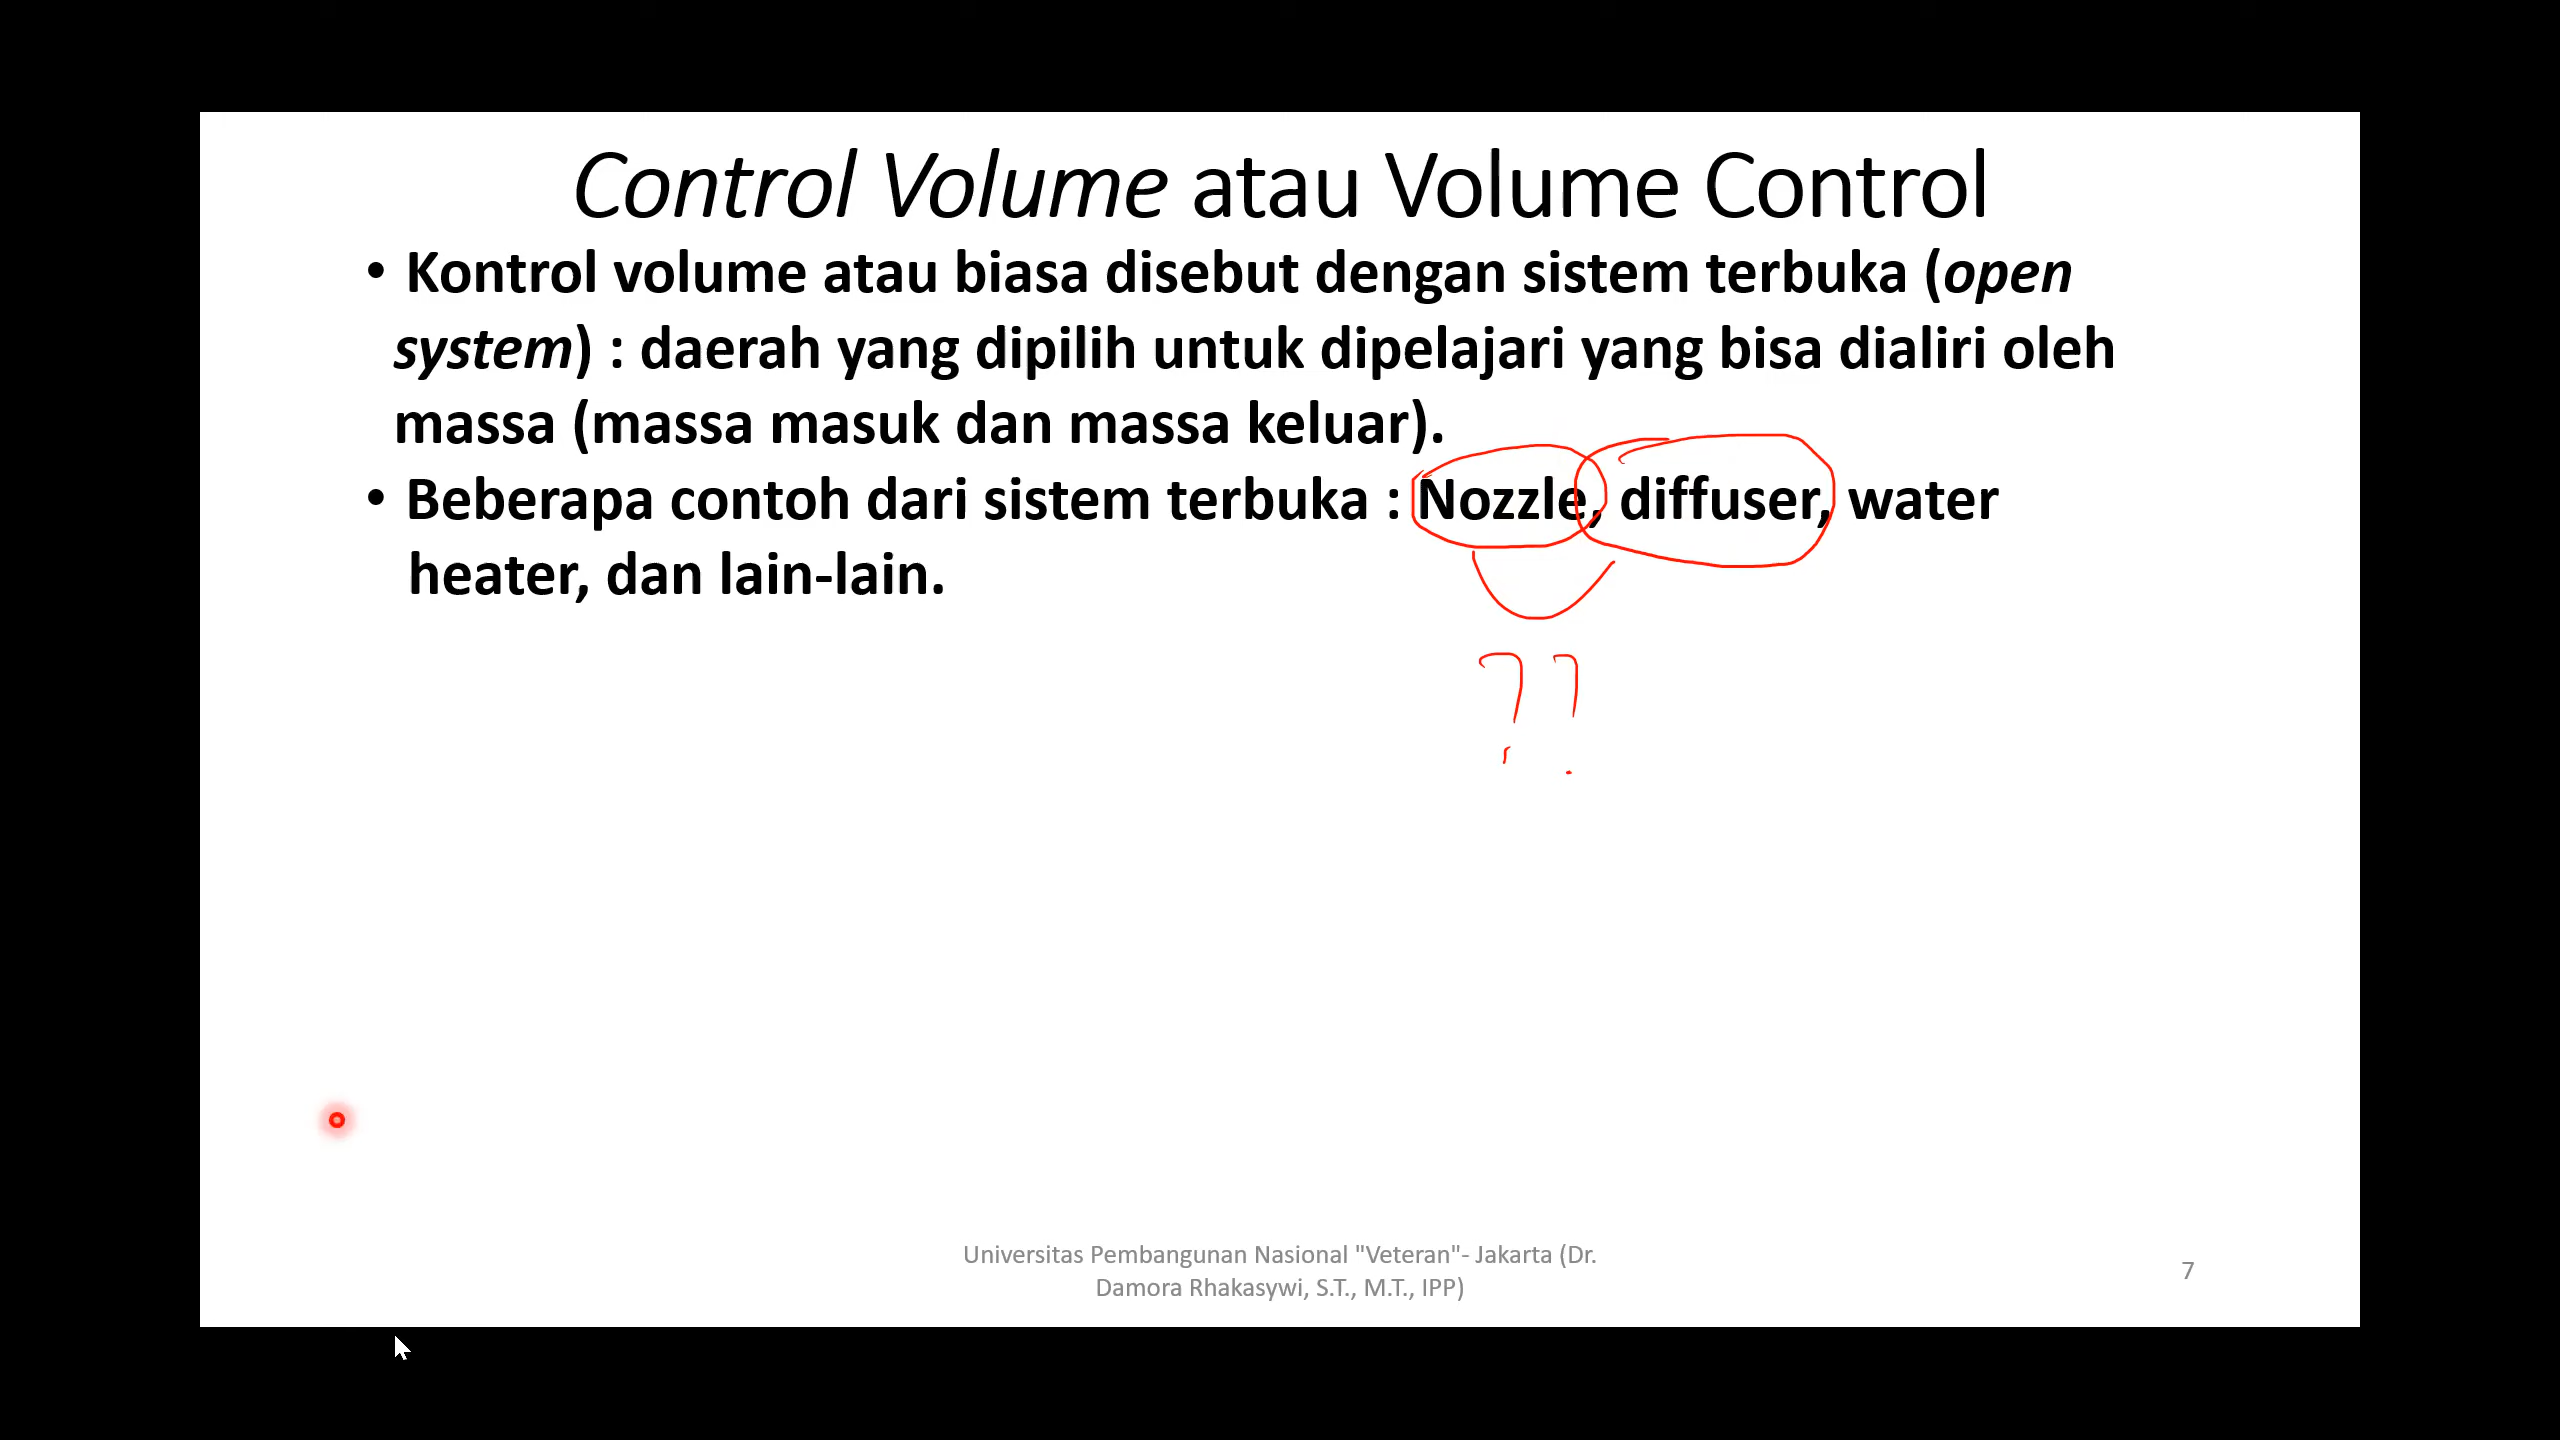 Control Volume atau Volume Control
• Kontrol volume atau biasa disebut dengan sistem terbuka (open
system) : daerah yang dipilih untuk dipelajari yang bisa dialiri oleh
massa (massa masuk dan massa keluar).
• Beberapa contoh dari sistem terbuka : Nozzle, diffuser, water
heater, dan lain-lain.
??
Universitas Pembangunan Nasional "Veteran"- Jakarta (Dr.
Damora Rhakasywi, S.T., M.T., IPP)
7